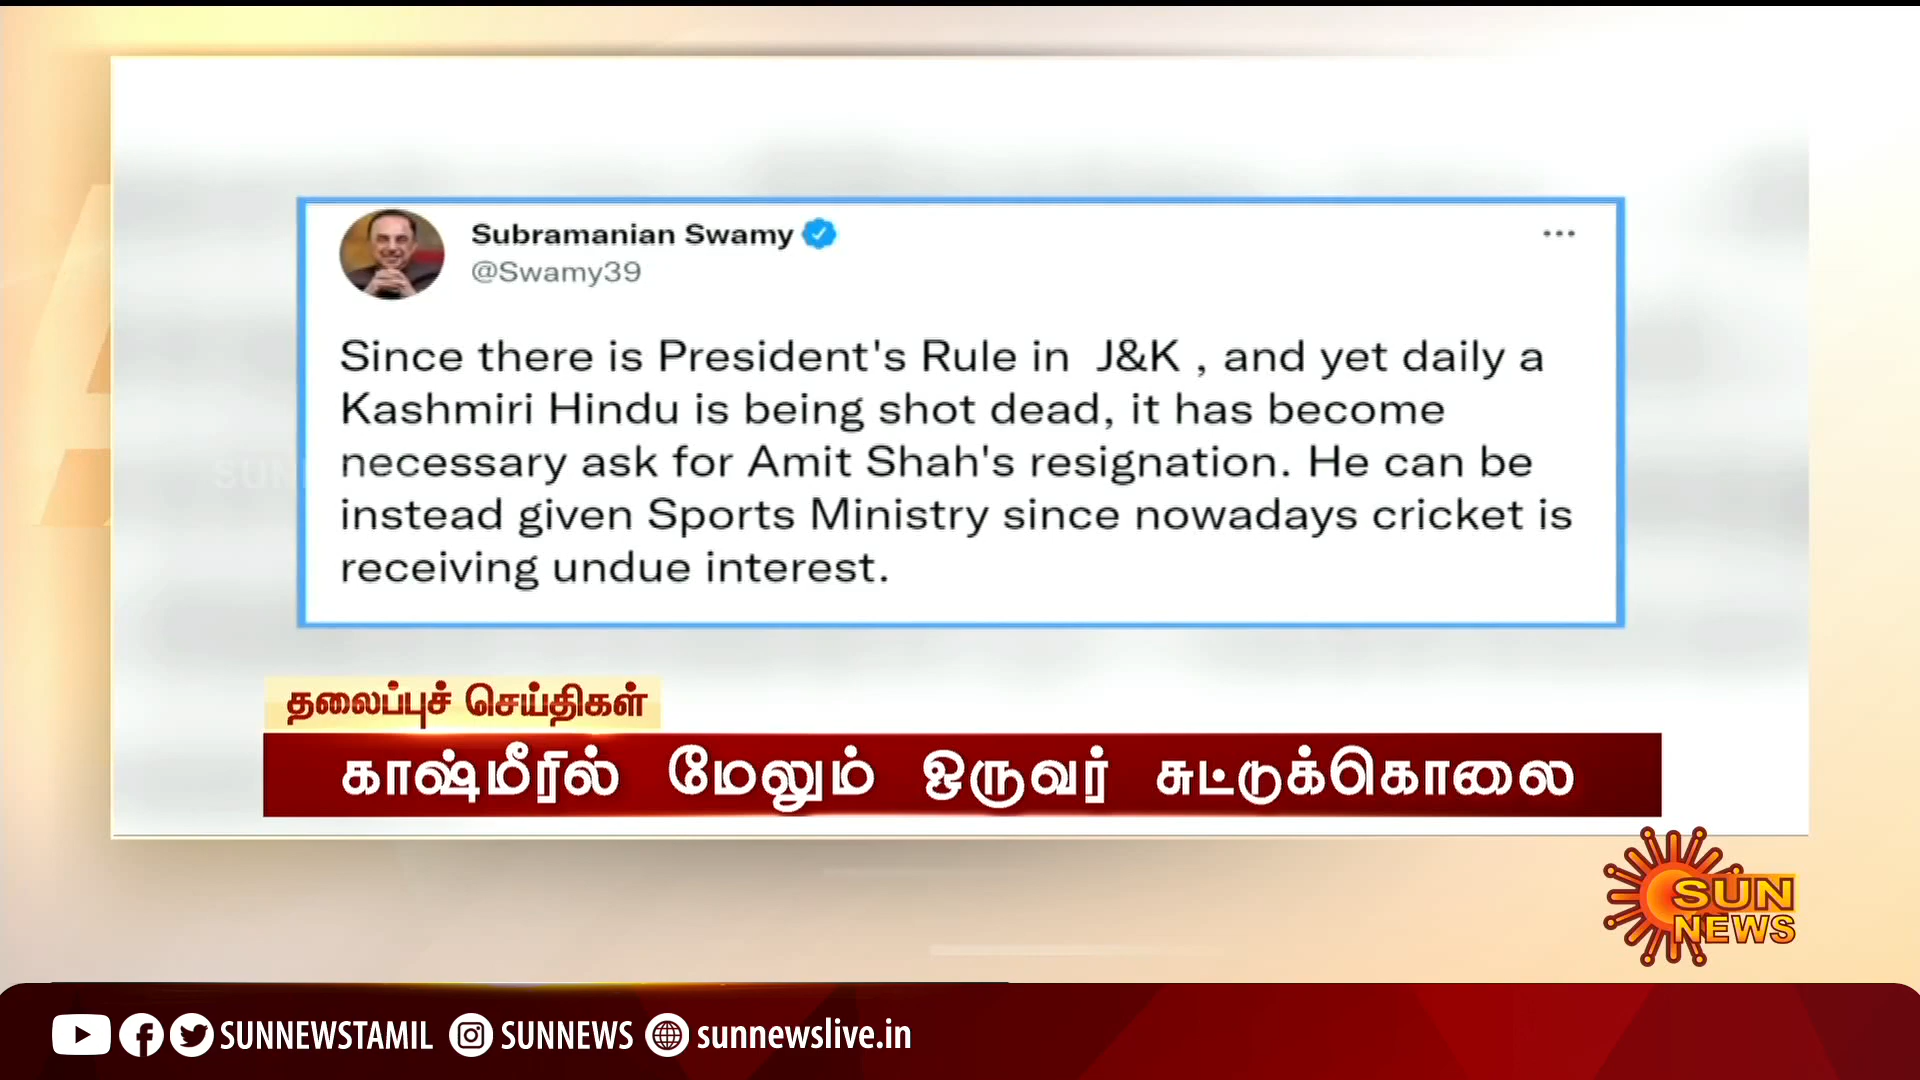 Subramanian Swamy
@Swamy39
Since there is President's Rule in J&K , and yet daily a
Kashmiri Hindu is being shot dead, it has become
necessary ask for Amit Shah's resignation. He can be
instead given Sports Ministry since nowadays cricket is
receiving undue interest.
SUN
தலைப்புச் செய்திகள்
காஷ்மீரில் மேலும் ஒருவர் சுட்டுக்கொலை
SUN
NEWS
SUNNEWSTAMIL SUNNEWS sunnewslive.in